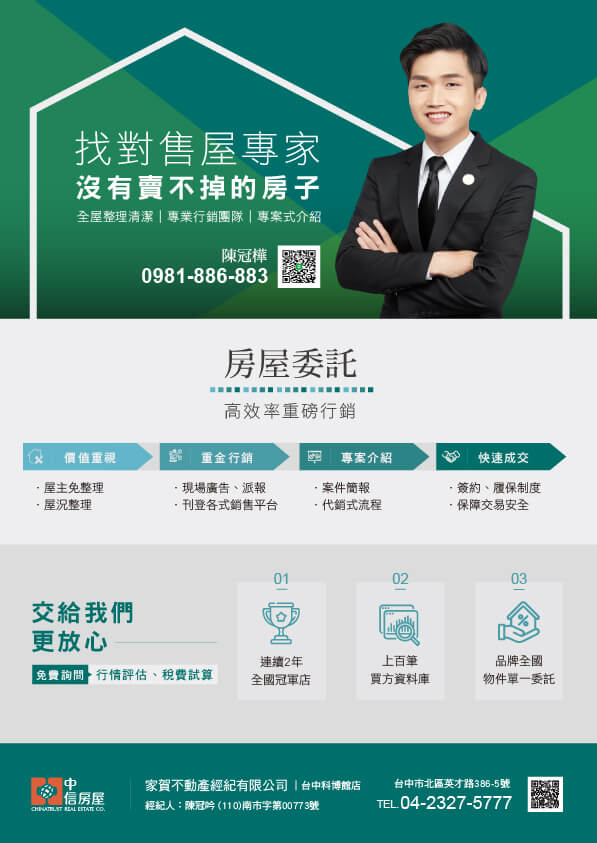 找對售屋專家
沒有賣不掉的房子
全屋整理清潔｜專業行銷團隊｜專案式介紹
陳冠樺
0981-886-883
房屋委託
高效率重磅行銷
價值重視
重金行銷
專案介紹
快速成交
·屋主免整理
·屋況整理
·現場廣告、派報
·刊登各式銷售平台
·案件簡報
·代銷式流程
·簽約、履保制度
·保障交易安全
交給我們
更放心
免費詢問 行情評估、稅費試算
01
連續2年
全國冠軍店
02
上百筆
買方資料庫
03
品牌全國
物件單一委託
中信房屋
CHINATRUST REAL ESTATE CO.
家賀不動產經紀有限公司｜台中科博館店
經紀人：陳冠吟 (110)南市字第00773號
台中市北區英才路386-5號
TEL.04-2327-5777